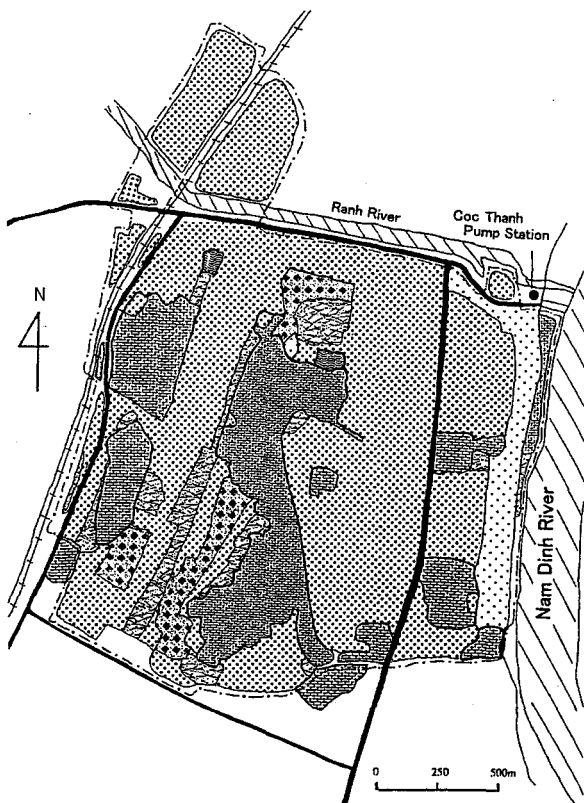 Ranh River
Coc Thanh
Pump Station
N
Nam Dinh River
0 250 500m